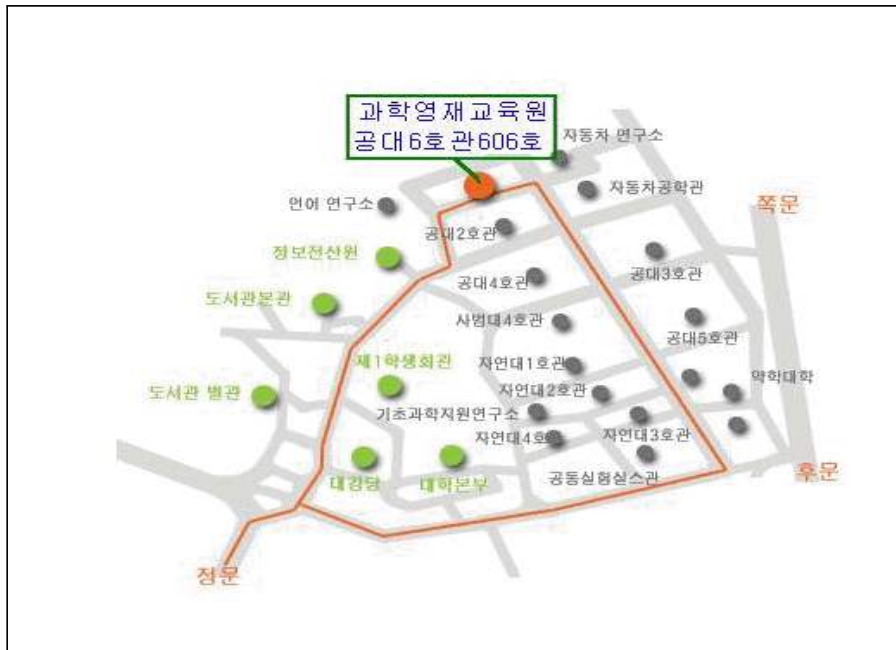 과학영재교육원
공대6호관606호
자동차 연구소
자동차공학관
언어 연구소
쪽문
공대2호관
정보전산원
공대3호관
공대4호관
도서관본관
사범대4호관
공대5호관
제1학생회관
자연대1호관
약학대학
도서관 별관
자연대2호관
기초과학지원연구소
자연대4호
자연대3호관
대강당
대학본부
공동실험실습관
후문
정문